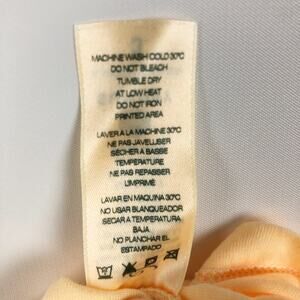 MACHINE WASH COLD 30°C
DO NOT BLEACH
TUMBLE DRY
AT LOW HEAT
DO NOT IRON
PRINTED AREA
LAVER A LA MACHINE 30°C
NE PAS JAVELLISER
SÉCHER A BASSE
TEMPÉRATURE
NE PAS REPASSER
L'IMPRIMÉ
LAVAR EN MAQUINA 30°C
NO USAR BLANQUEADOR
SECAR A TEMPERATURA
BAJA
NO PLANCHAR EL
ESTAMPADO